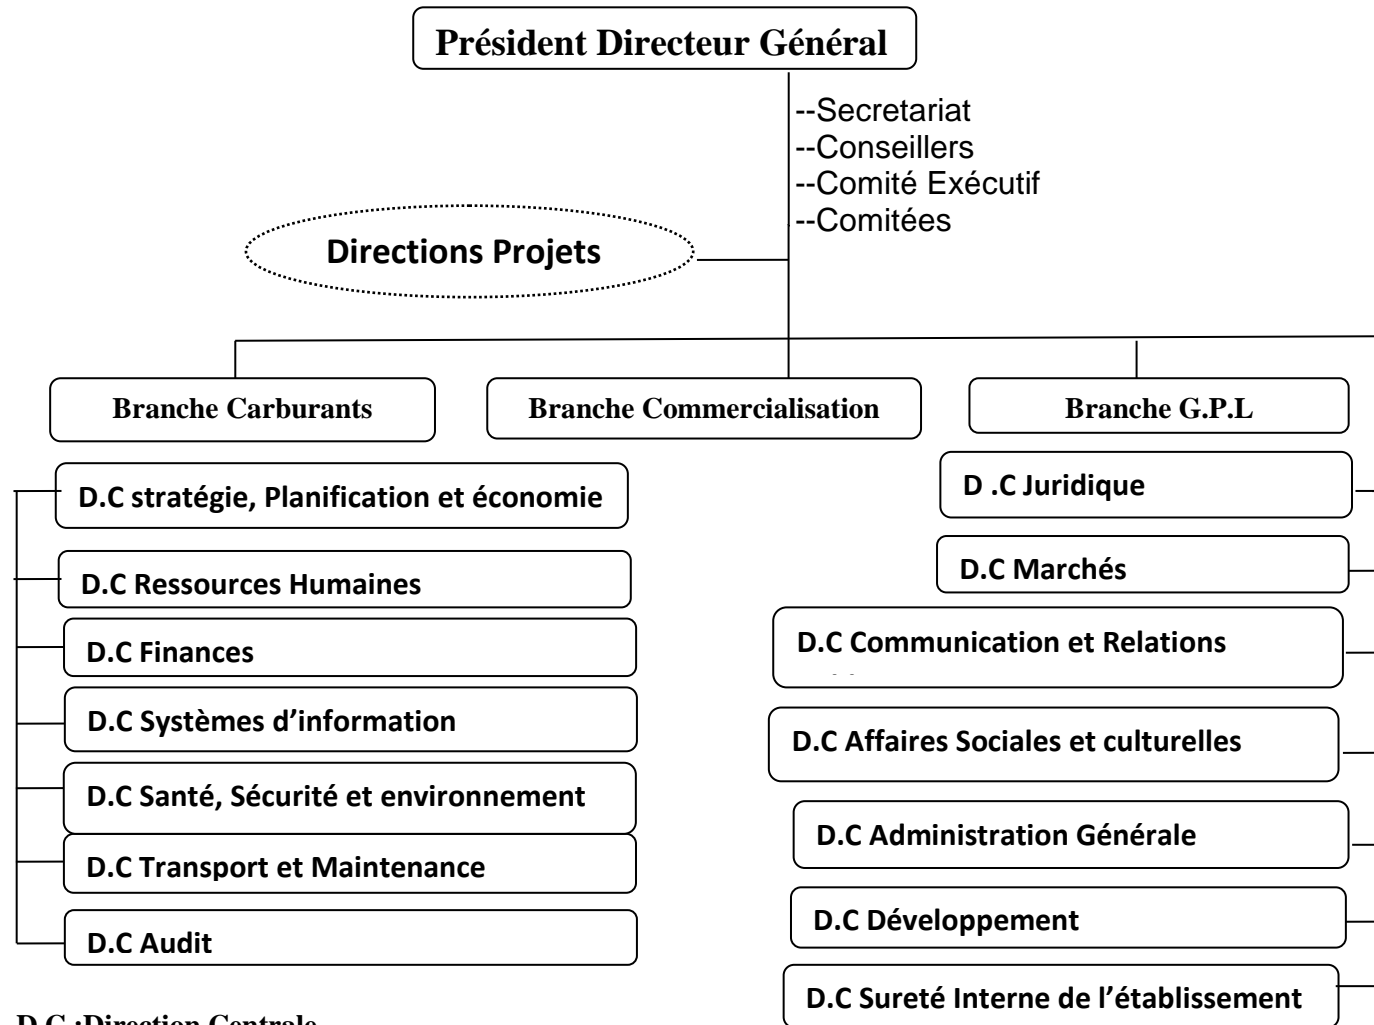 Président Directeur Général
--Secretariat
--Conseillers
--Comité Exécutif
--Comitées
Directions Projets
Branche Carburants
Branche Commercialisation
Branche G.P.L
D.C stratégie, Planification et économie
D.C Ressources Humaines
D.C Finances
D.C Systèmes d’information
D.C Santé, Sécurité et environnement
D.C Transport et Maintenance
D.C Audit
D .C Juridique
D.C Marchés
D.C Communication et Relations
D.C Affaires Sociales et culturelles
D.C Administration Générale
D.C Développement
D.C Sureté Interne de l’établissement
D.C :Direction Centrale